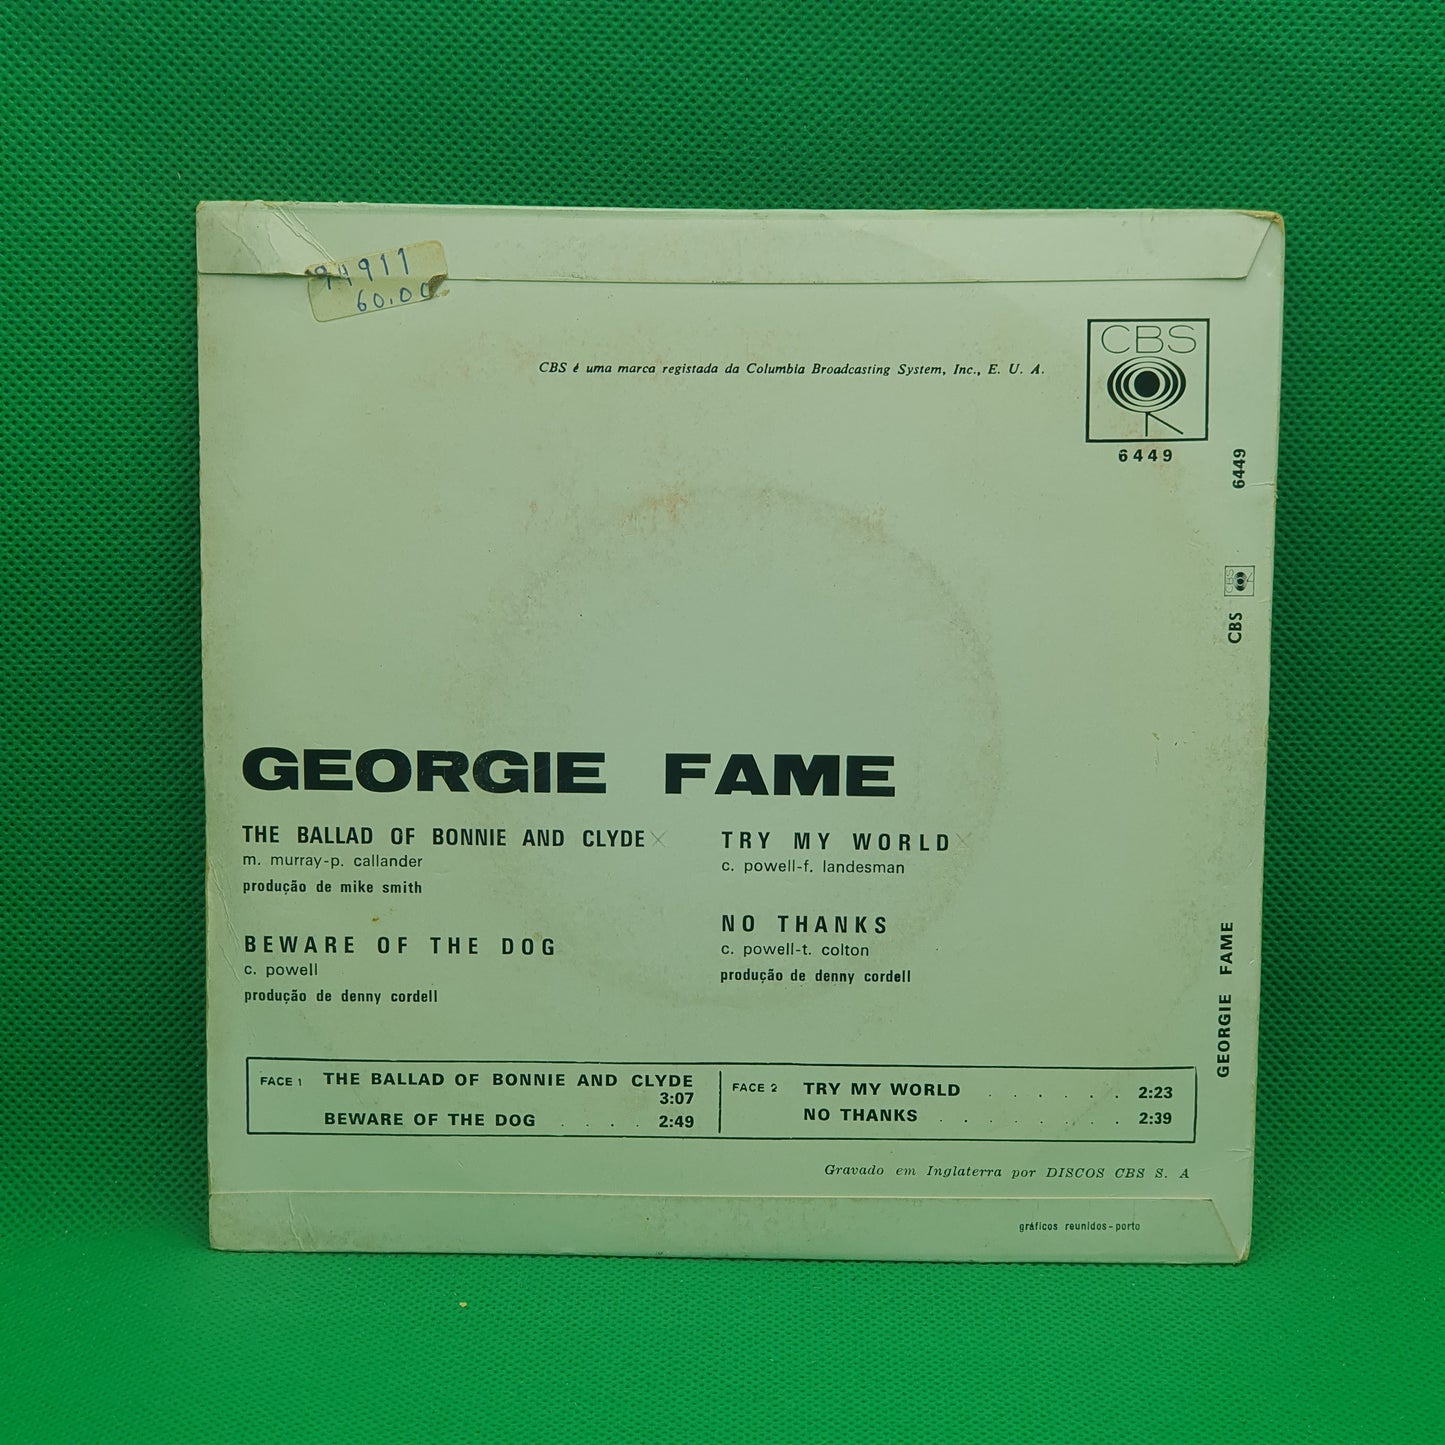 94911
60.00
CBS é uma marca registada da Columbia Broadcasting System, Inc., E. U. A.
CBS
6449
6449
CBS
CBS
GEORGIE FAME
GEORGIE FAME
THE BALLAD OF BONNIE AND CLYDE
m. murray-p. callander
produção de mike smith
BEWARE OF THE DOG
c. powell
produção de denny cordell
TRY MY WORLD
c. powell-f. landesman
NO THANKS
c. powell-t. colton
produção de denny cordell
FACE 1 THE BALLAD OF BONNIE AND CLYDE
3:07
BEWARE OF THE DOG . . . . 2:49
FACE 2 TRY MY WORLD . . . . . . 2:23
NO THANKS . . . . . . . . 2:39
Gravado em Inglaterra por DISCOS CBS S. A
gráficos reunidos-porto